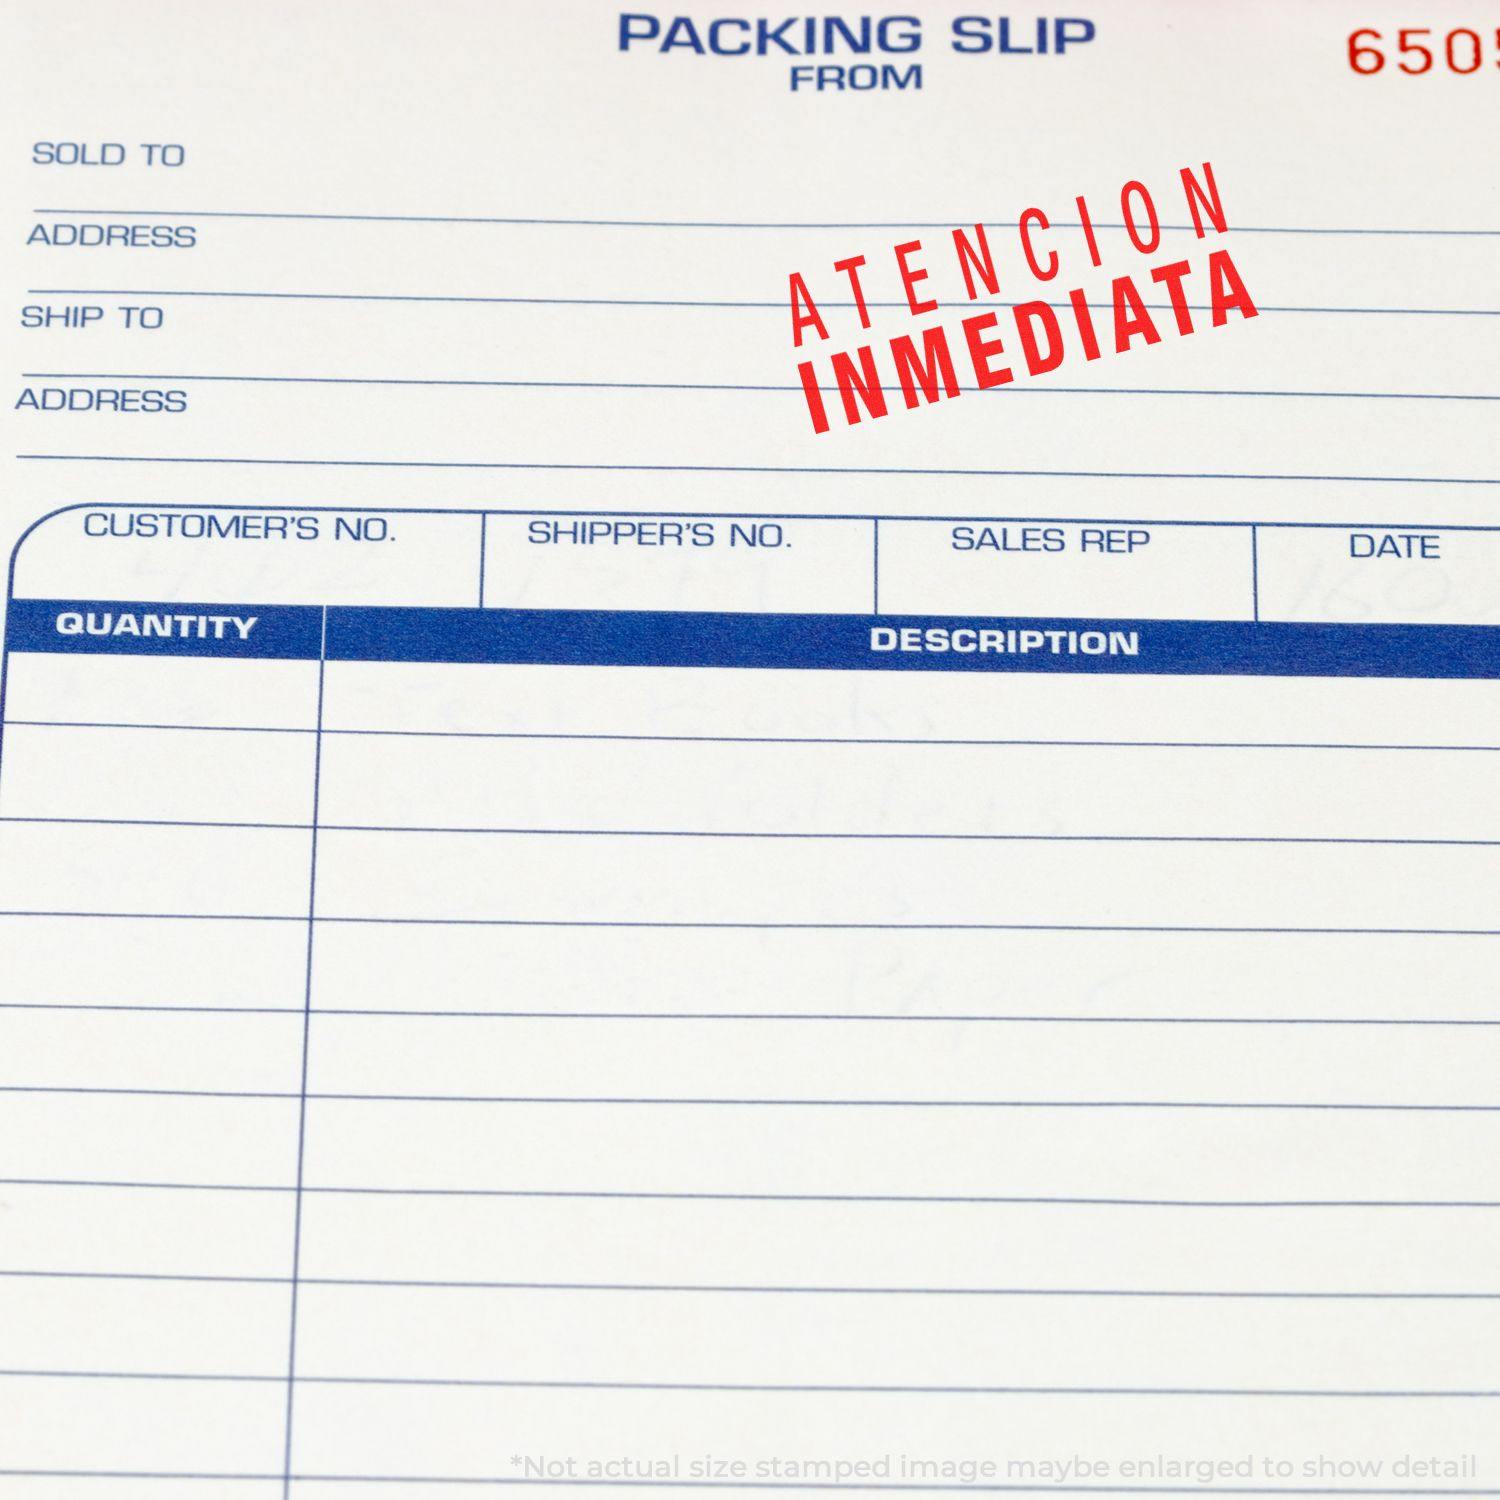 PACKING SLIP
FROM
650
SOLD TO
ADDRESS
SHIP TO
ADDRESS
ATENCION
INMEDIATA
CUSTOMER'S NO. SHIPPER'S NO. SALES REP DATE
QUANTITY DESCRIPTION
*Not actual size stamped image maybe enlarged to show detail